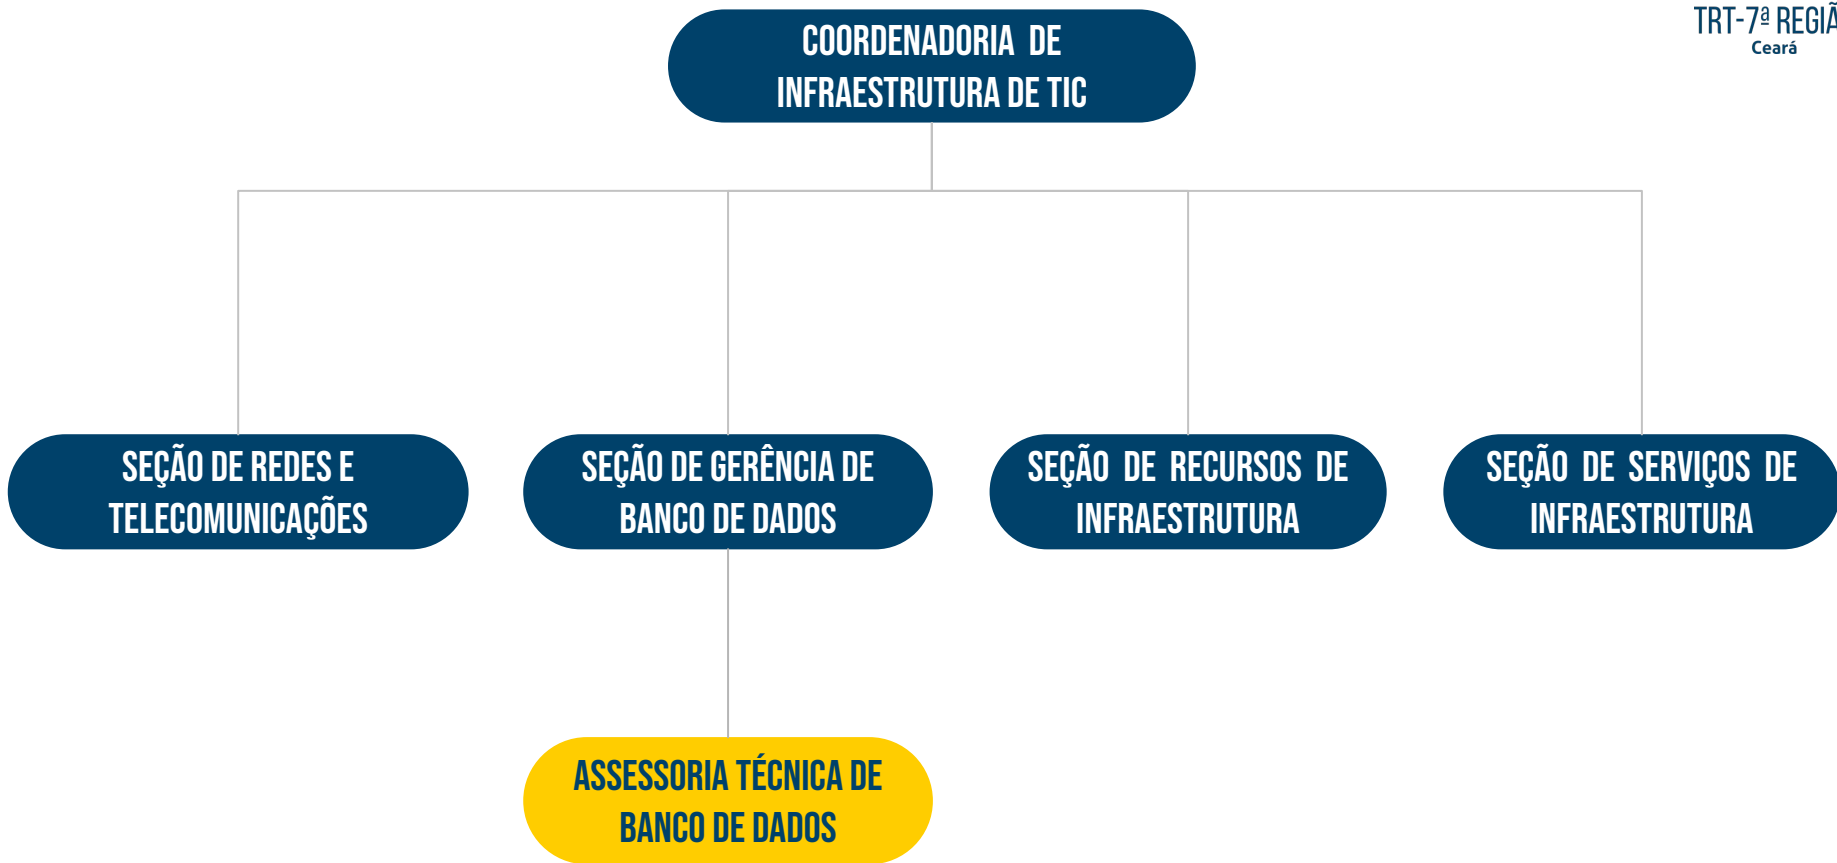 TRT-7ª REGIÃ
Ceará
COORDENADORIA DE
INFRAESTRUTURA DE TIC
SEÇÃO DE REDES E
TELECOMUNICAÇÕES
SEÇÃO DE GERÊNCIA DE
BANCO DE DADOS
SEÇÃO DE RECURSOS DE
INFRAESTRUTURA
SEÇÃO DE SERVIÇOS DE
INFRAESTRUTURA
ASSESSORIA TÉCNICA DE
BANCO DE DADOS